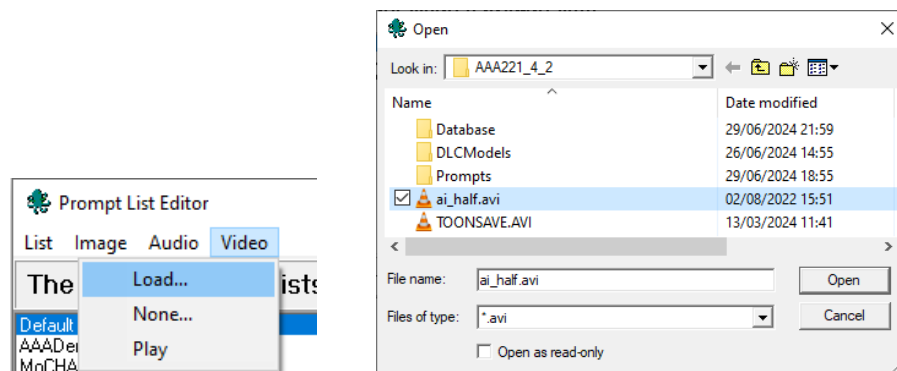 Prompt List Editor
List Image Audio Video
The
ists
Load...
None...
Play
Default
AAADe
MoCHA
Open
Look in: AAA221_4_2
Name Date modified
Database 29/06/2024 21:59
DLCModels 26/06/2024 14:55
Prompts 29/06/2024 18:55
ai_half.avi 02/08/2022 15:51
TOONSAVE.AVI 13/03/2024 11:41
File name: ai_half.avi Open
Files of type: *.avi Cancel
Open as read-only